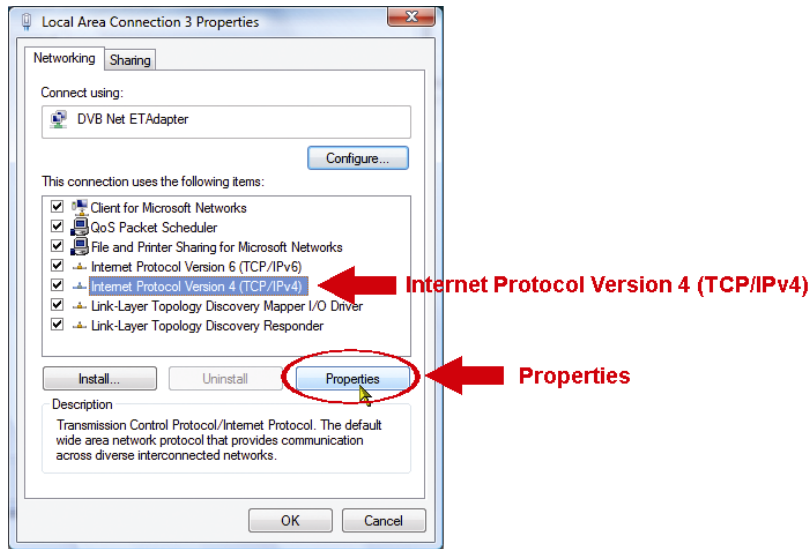 Local Area Connection 3 Properties
Networking
Sharing
Connect using:
DVB Net ETAdapter
Configure...
This connection uses the following items:
Client for Microsoft Networks
QoS Packet Scheduler
File and Printer Sharing for Microsoft Networks
Internet Protocol Version 6 (TCP/IPv6)
Internet Protocol Version 4 (TCP/IPv4)
Internet Protocol Version 4 (TCP/IPv4)
Link-Layer Topology Discovery Mapper I/O Driver
Link-Layer Topology Discovery Responder
Install...
Uninstall
Properties
Properties
Description
Transmission Control Protocol/Internet Protocol. The default
wide area network protocol that provides communication
across diverse interconnected networks.
OK
Cancel